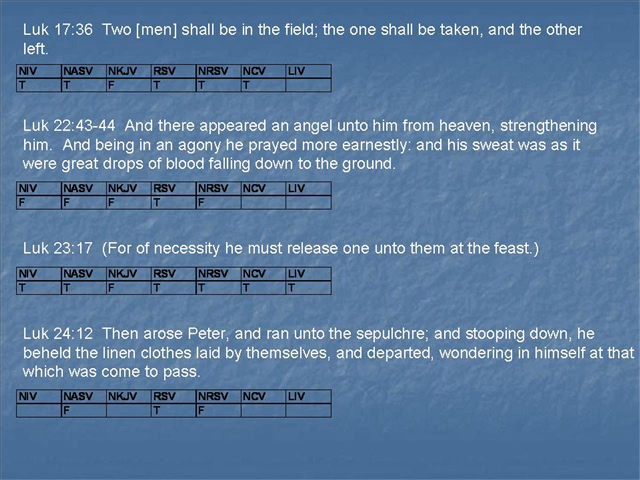 Luk 17:36  Two [men] shall be in the field; the one shall be taken, and the other
left.
NIV NASV NKJV RSV NRSV NCV LIV
T T F T T T
Luk 22:43-44  And there appeared an angel unto him from heaven, strengthening
him.  And being in an agony he prayed more earnestly: and his sweat was as it
were great drops of blood falling down to the ground.
NIV NASV NKJV RSV NRSV NCV LIV
F F F T F
Luk 23:17  (For of necessity he must release one unto them at the feast.)
NIV NASV NKJV RSV NRSV NCV LIV
T T F T T T T
Luk 24:12  Then arose Peter, and ran unto the sepulchre; and stooping down, he
beheld the linen clothes laid by themselves, and departed, wondering in himself at that
which was come to pass.
NIV NASV NKJV RSV NRSV NCV LIV
F T F